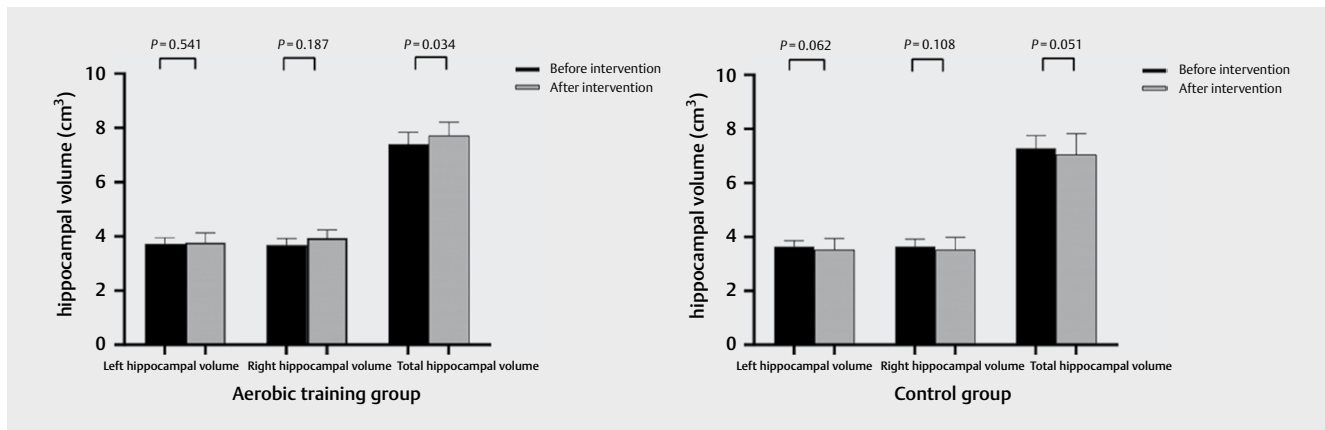 P = 0.541
P = 0.187
P = 0.034
Before intervention
After intervention
hippocampal volume (cm³)
10
8
6
4
2
0
Left hippocampal volume
Right hippocampal volume
Total hippocampal volume
Aerobic training group
P = 0.062
P = 0.108
P = 0.051
Before intervention
After intervention
hippocampal volume (cm³)
10
8
6
4
2
0
Left hippocampal volume
Right hippocampal volume
Total hippocampal volume
Control group